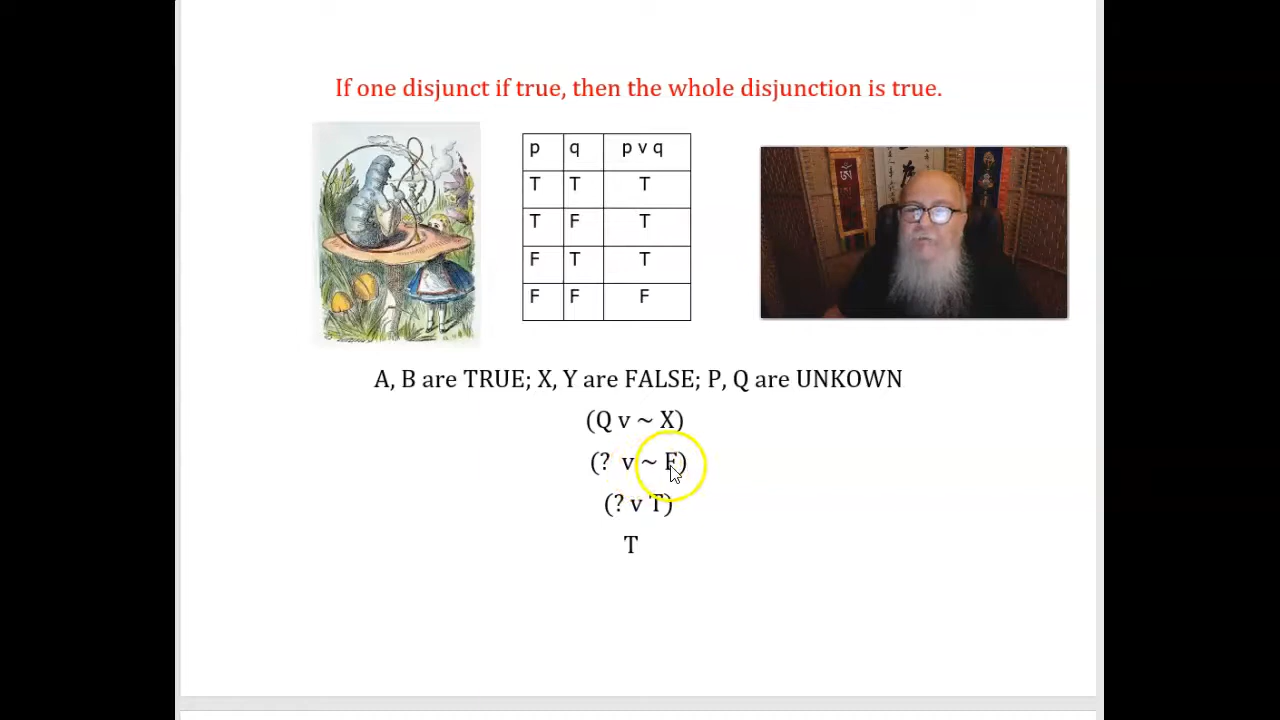 If one disjunct if true, then the whole disjunction is true.
p q p v q
T T T
T F T
F T T
F F F
A, B are TRUE; X, Y are FALSE; P, Q are UNKOWN
(Q v ~ X)
(? v ~ F)
(? v T)
T